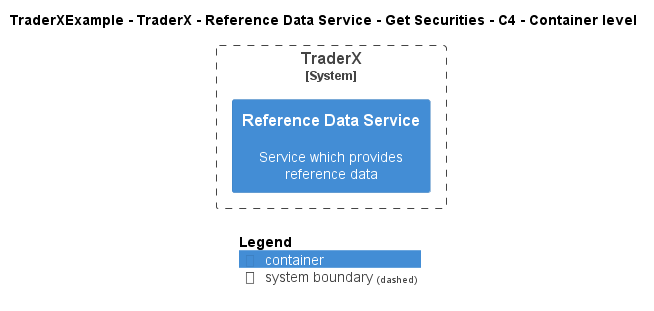 TraderXExample - TraderX - Reference Data Service - Get Securities - C4 - Container level
TraderX
[System]
Reference Data Service
Service which provides
reference data
Legend
container
system boundary (dashed)